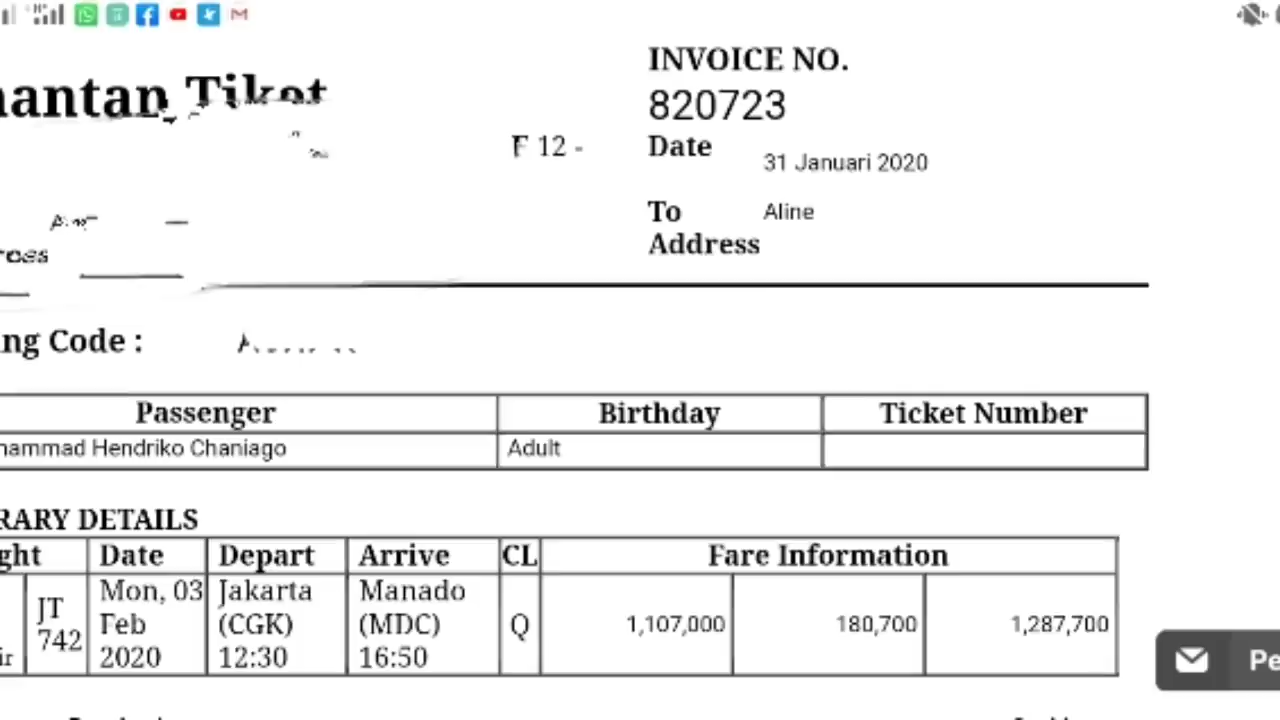 INVOICE NO.
820723
F 12 -
Date 31 Januari 2020
To Aline
Address
ng Code :
Passenger Birthday Ticket Number
hammad Hendriko Chaniago Adult
RARY DETAILS
ght Date Depart Arrive CL Fare Information
ir JT 742 Mon, 03 Feb 2020 Jakarta (CGK) 12:30 Manado (MDC) 16:50 Q 1,107,000 180,700 1,287,700
Pe